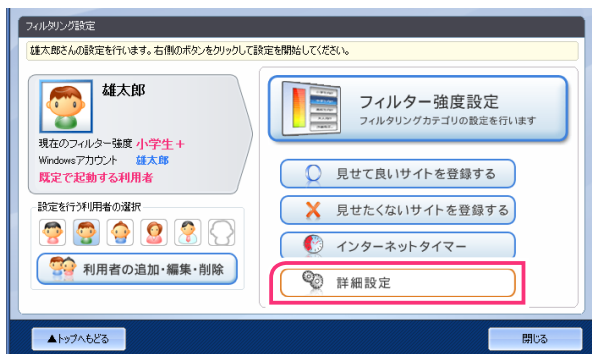 フィルタリング設定
雄太郎さんの設定を行います。右側のボタンをクリックして設定を開始してください。
雄太郎
現在のフィルター強度 小学生+
Windowsアカウント 雄太郎
既定で起動する利用者
設定を行う利用者の選択
利用者の追加・編集・削除
フィルター強度設定
フィルタリングカテゴリの設定を行います
見せて良いサイトを登録する
見せたくないサイトを登録する
インターネットタイマー
詳細設定
▲トップへもどる
閉じる